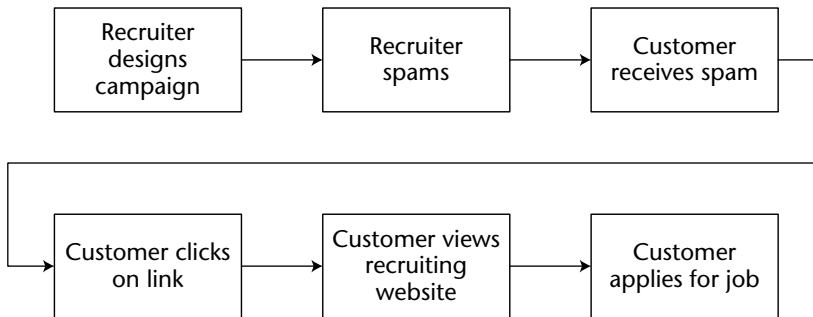 Recruiter
designs
campaign
Recruiter
spams
Customer
receives spam
Customer clicks
on link
Customer views
recruiting
website
Customer
applies for job